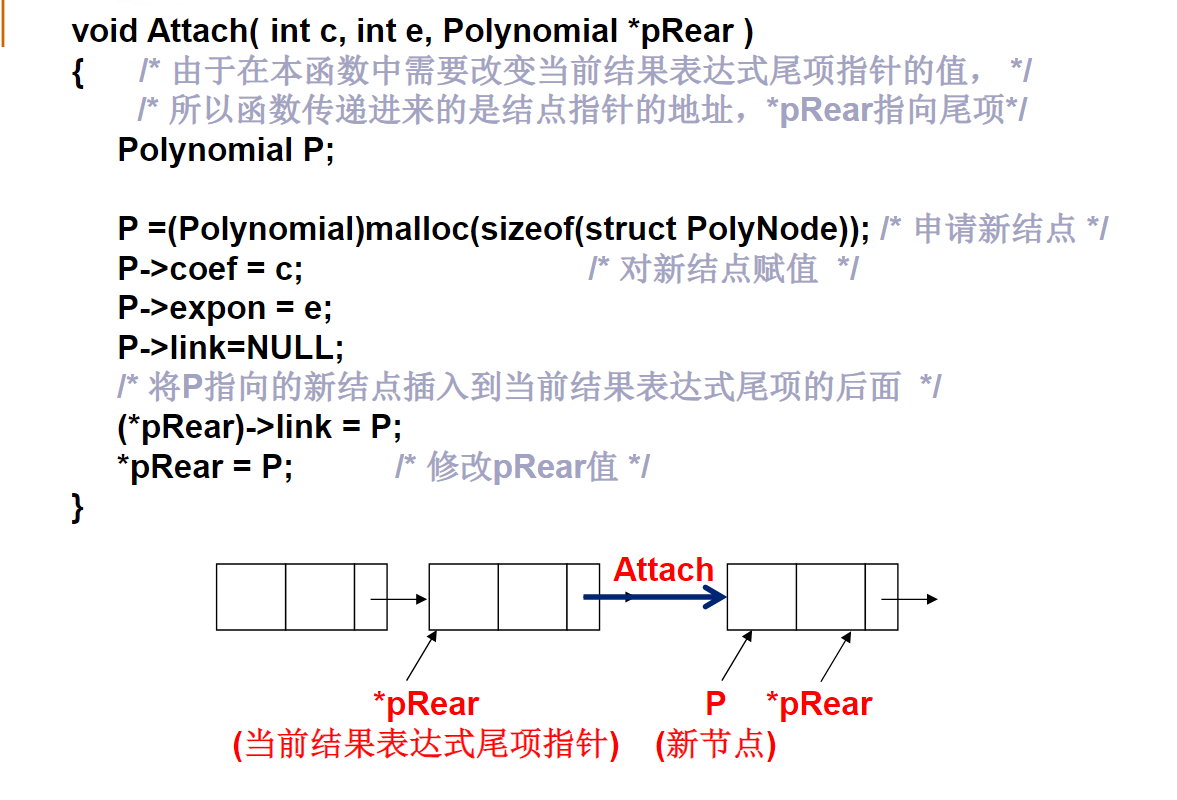 void Attach( int c, int e, Polynomial *pRear )
{ /* 由于在本函数中需要改变当前结果表达式尾项指针的值， */
/* 所以函数传递进来的是结点指针的地址，*pRear指向尾项*/
Polynomial P;
P =(Polynomial)malloc(sizeof(struct PolyNode)); /* 申请新结点 */
P->coef = c; /* 对新结点赋值 */
P->expon = e;
P->link=NULL;
/* 将P指向的新结点插入到当前结果表达式尾项的后面 */
(*pRear)->link = P;
*pRear = P; /* 修改pRear值 */
}
Attach
*pRear P *pRear
(当前结果表达式尾项指针) (新节点)